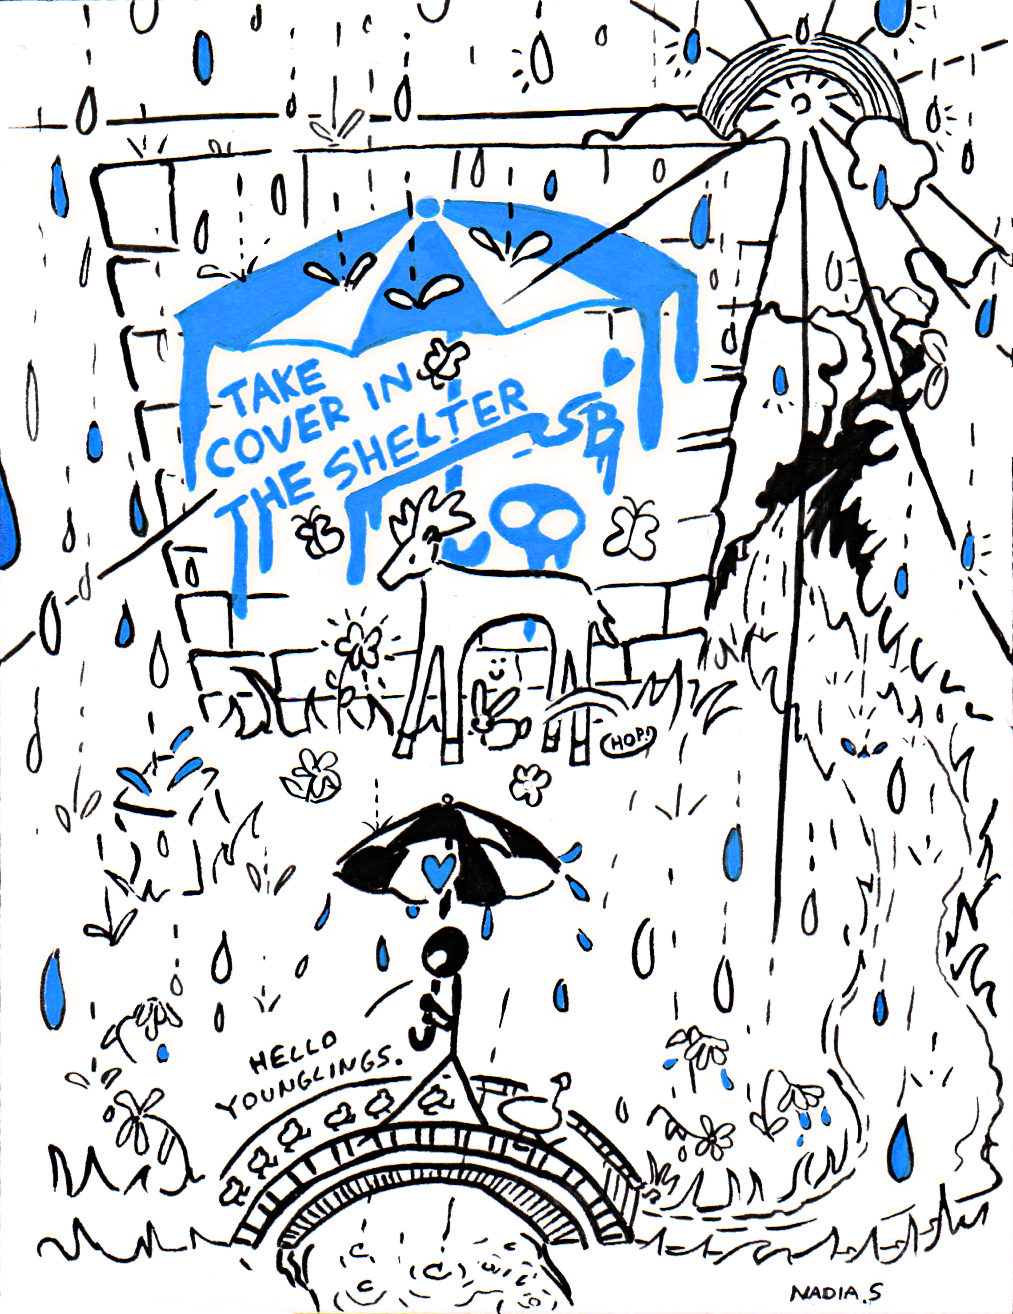 TAKE
COVER IN
THE SHELTER
SB
HOP!
HELLO
YOUNGLINGS.
NADIA.S